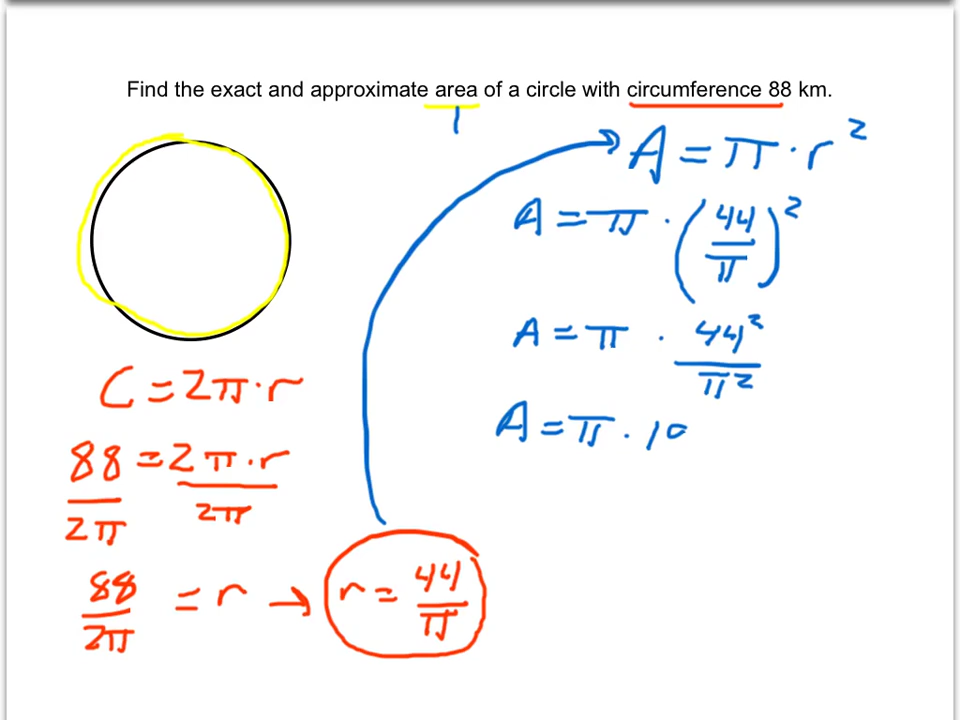 Find the exact and approximate area of a circle with circumference 88 km.
C = 2π · r
88/2π = 2π · r/2π
88/2π = r → r = 44/π
A = π · r²
A = π · (44/π)²
A = π · 44²/π²
A = π · 19